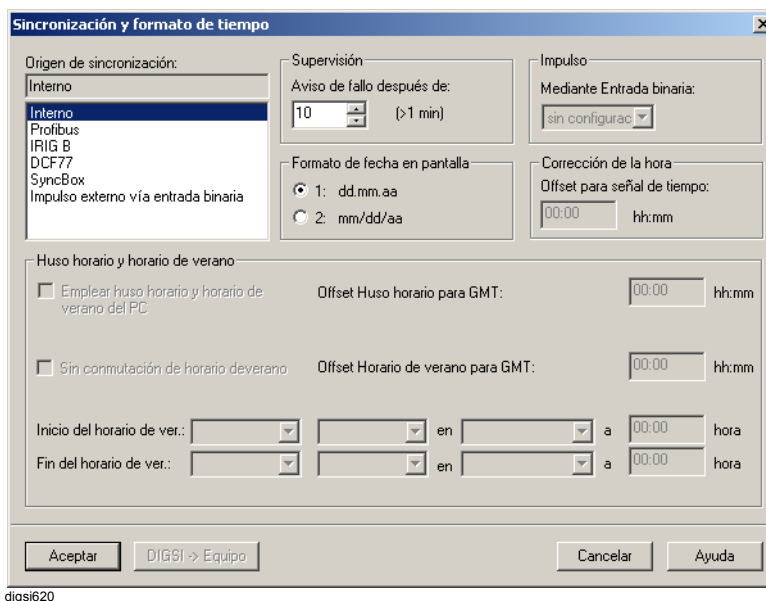 Sincronización y formato de tiempo
Origen de sincronización:
Interno
Interno
Profibus
IRIG B
DCF77
SyncBox
Impulso externo vía entrada binaria
Supervisión
Aviso de fallo después de:
10 (>1 min)
Formato de fecha en pantalla
1: dd.mm.aa
2: mm/dd/aa
Impulso
Mediante Entrada binaria:
sin configurac
Corrección de la hora
Offset para señal de tiempo:
00:00 hh:mm
Huso horario y horario de verano
Emplear huso horario y horario de
verano del PC
Offset Huso horario para GMT: 00:00 hh:mm
Sin conmutación de horario deverano
Offset Horario de verano para GMT: 00:00 hh:mm
Inicio del horario de ver.: en a 00:00 hora
Fin del horario de ver.: en a 00:00 hora
Aceptar DIGSI -> Equipo Cancelar Ayuda
digsi620